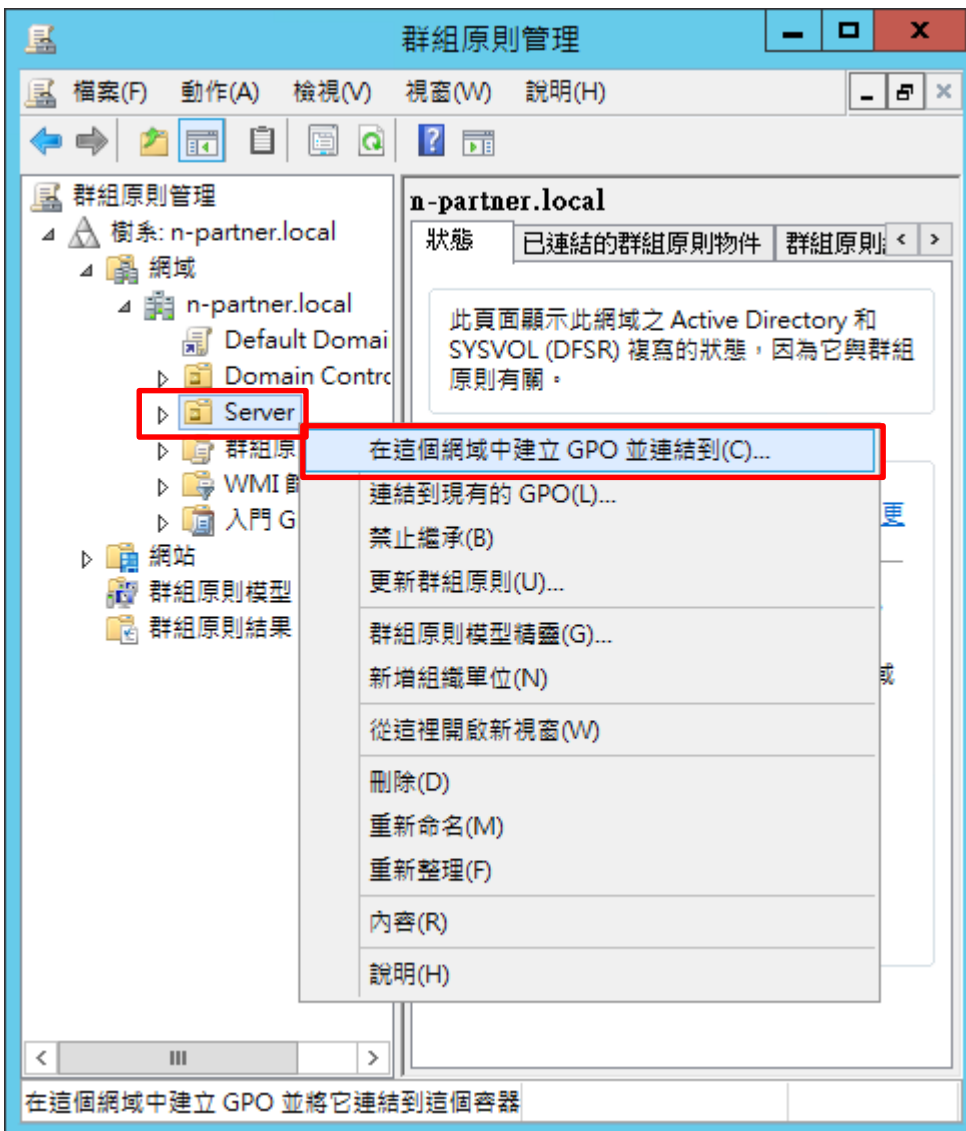 群組原則管理
檔案(F) 動作(A) 檢視(V) 視窗(W) 說明(H)
群組原則管理
樹系: n-partner.local
網域
n-partner.local
Default Domai
Domain Contro
Server
群組原
WMI
入門 G
網站
群組原則模型
群組原則結果
n-partner.local
狀態 已連結的群組原則物件 群組原則
此頁面顯示此網域之 Active Directory 和
SYSVOL (DFSR) 複寫的狀態，因為它與群組
原則有關。
更
域
在這個網域中建立 GPO 並連結到(C)...
連結到現有的 GPO(L)...
禁止繼承(B)
更新群組原則(U)...
群組原則模型精靈(G)...
新增組織單位(N)
從這裡開啟新視窗(W)
刪除(D)
重新命名(M)
重新整理(F)
內容(R)
說明(H)
在這個網域中建立 GPO 並將它連結到這個容器